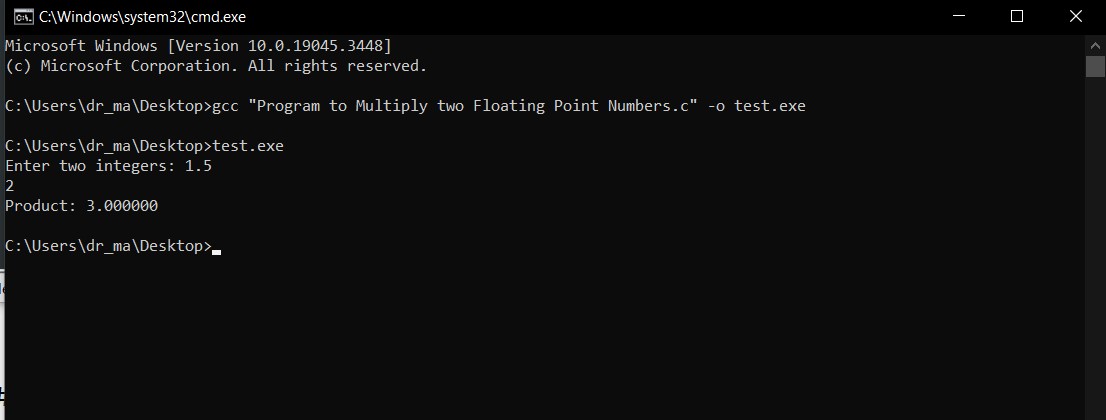 C:\Windows\system32\cmd.exe
Microsoft Windows [Version 10.0.19045.3448]
(c) Microsoft Corporation. All rights reserved.
C:\Users\dr_ma\Desktop>gcc "Program to Multiply two Floating Point Numbers.c" -o test.exe
C:\Users\dr_ma\Desktop>test.exe
Enter two integers: 1.5
2
Product: 3.000000
C:\Users\dr_ma\Desktop>